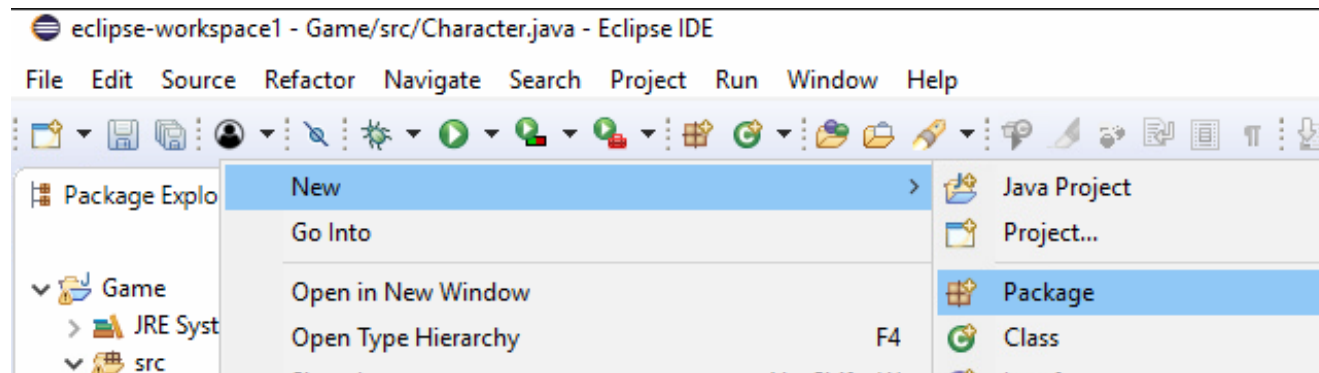 eclipse-workspace1 - Game/src/Character.java - Eclipse IDE
File Edit Source Refactor Navigate Search Project Run Window Help
Package Explo
New
Go Into
Open in New Window
Open Type Hierarchy F4
Java Project
Project...
Package
Class
Game
JRE Syst
src